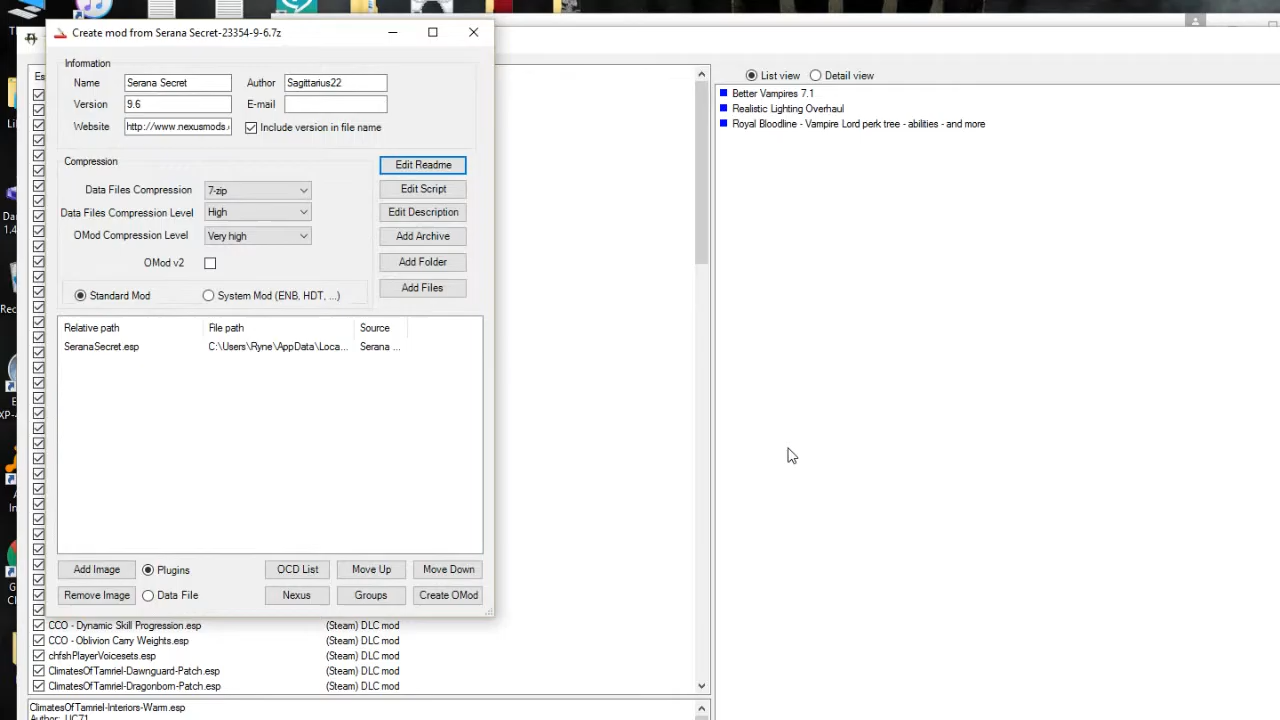 Create mod from Serana Secret-23354-9-6.7z
Information
Name Serana Secret Author Sagittarius22
Version 9.6 E-mail
Website http://www.nexusmods. Include version in file name
Compression
Edit Readme
Data Files Compression 7-zip Edit Script
Data Files Compression Level High Edit Description
OMod Compression Level Very high Add Archive
OMod v2 Add Folder
Standard Mod System Mod (ENB, HDT, ...) Add Files
Relative path File path Source
SeranaSecret.esp C:\Users\Ryne\AppData\Loca... Serana ...
Add Image Plugins OCD List Move Up Move Down
Remove Image Data File Nexus Groups Create OMod
Es
List view Detail view
Better Vampires 7.1
Realistic Lighting Overhaul
Royal Bloodline - Vampire Lord perk tree - abilities - and more
CCO - Dynamic Skill Progression.esp (Steam) DLC mod
CCO - Oblivion Carry Weights.esp (Steam) DLC mod
chfshPlayerVoicesets.esp (Steam) DLC mod
ClimatesOfTamriel-Dawnguard-Patch.esp (Steam) DLC mod
ClimatesOfTamriel-Dragonborn-Patch.esp (Steam) DLC mod
ClimatesOfTamriel-Interiors-Warm.esp
Author: UC71